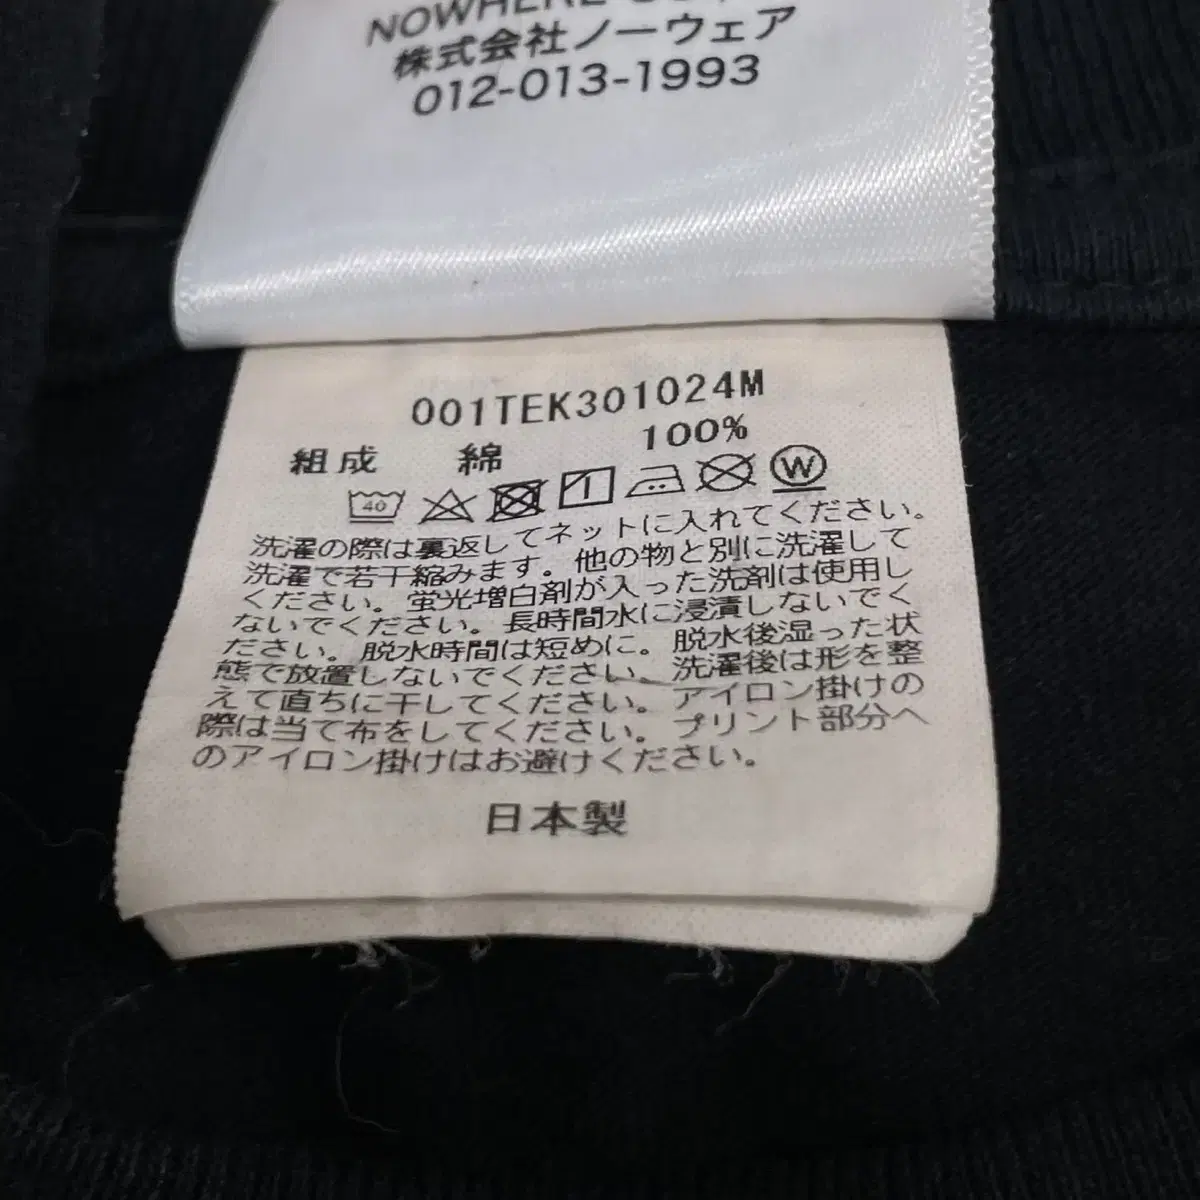 NOWHERE
株式会社ノーウェア
012-013-1993
001TEK301024M
組成 綿 100%
40 W
洗濯の際は裏返してネットに入れてください。
洗濯で若干縮みます。他の物と別に洗濯して
ください。蛍光増白剤が入った洗剤は使用し
ないでください。長時間水に浸漬しないでく
ださい。脱水時間は短めに。脱水後湿った状
態で放置しないでください。洗濯後は形を整
えて直ちに干してください。アイロン掛けの
際は当て布をしてください。プリント部分へ
のアイロン掛けはお避けください。
日本製